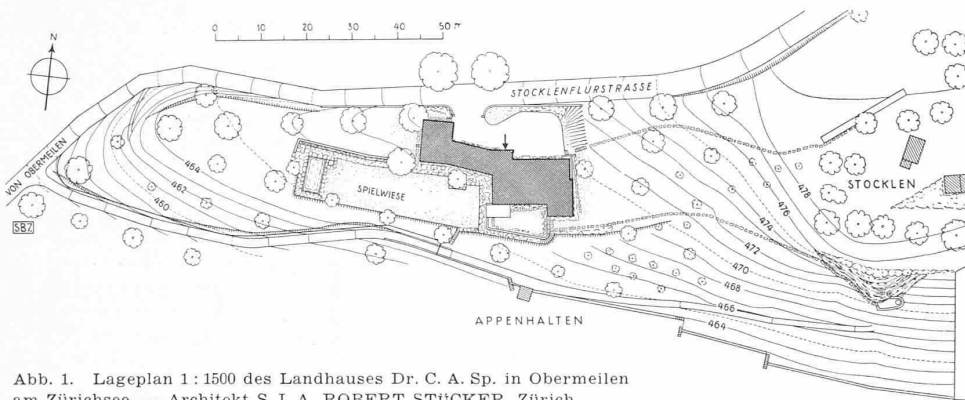 0 10 20 30 40 50 m
N
STOCKLENFLURSTRASSE
VON OBERMEILEN
464
462
460
SPIELWIESE
478
476
474
472
470
468
466
464
STOCKLEN
SBZ
APPENHALTEN
Abb. 1. Lageplan 1 : 1500 des Landhauses Dr. C. A. Sp. in Obermeilen
am Zürichsee. — Architekt S. I. A. ROBERT STÜCKER, Zürich